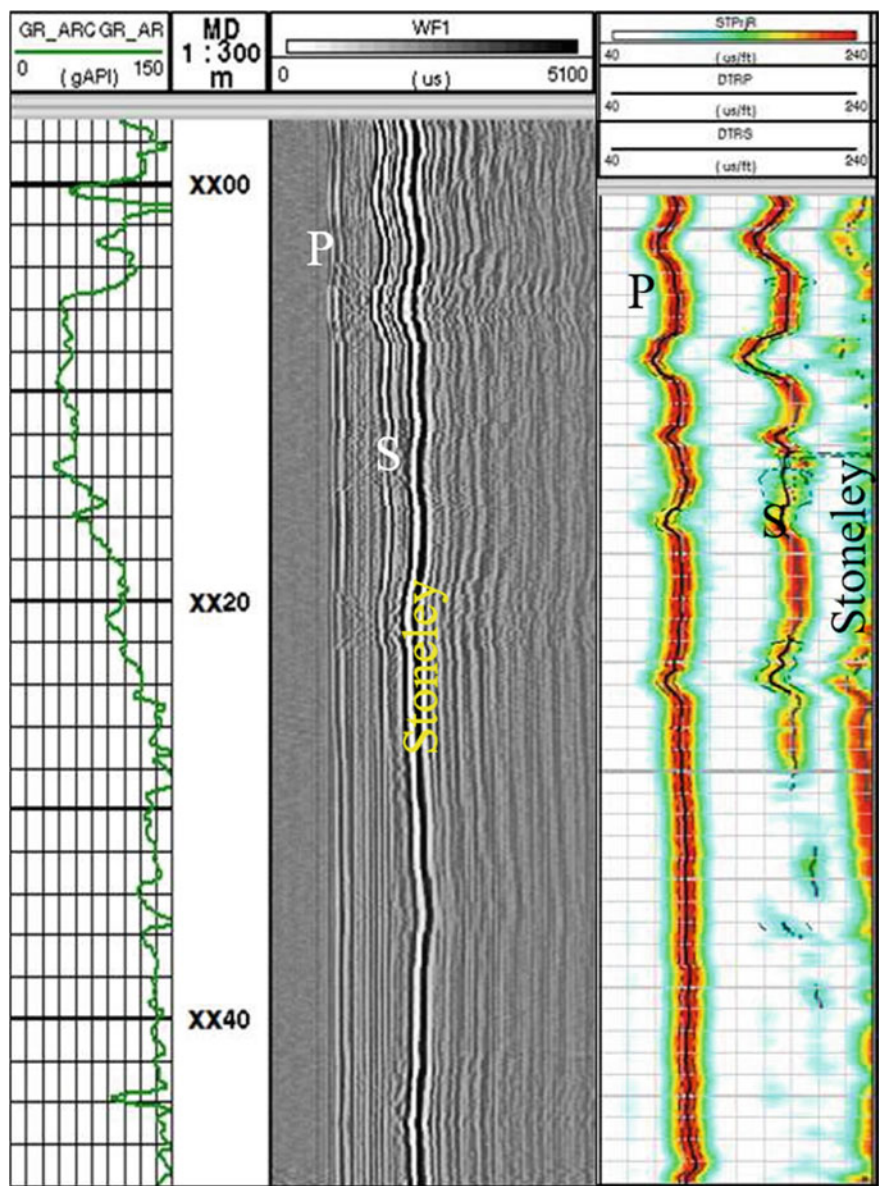 GR_ARC GR_AR
0 (gAPI) 150
MD
1 : 300
m
WF1
0 (us) 5100
STPrjR
40 (us/ft) 240
DTRP
40 (us/ft) 240
DTRS
40 (us/ft) 240
XX00
P
P
S
S
Stoneley
XX20
Stoneley
XX40